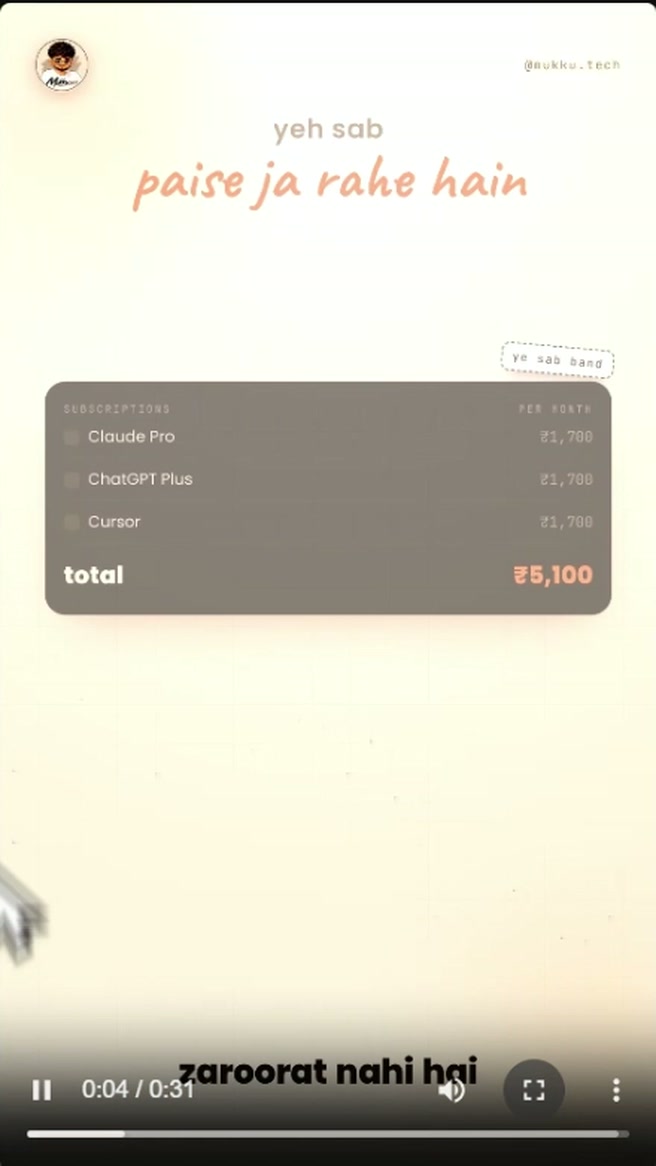 @mukku.tech
yeh sab
paise ja rahe hain
ye sab band
SUBSCRIPTIONS PER MONTH
Claude Pro ₹1,700
ChatGPT Plus ₹1,700
Cursor ₹1,700
total ₹5,100
zaroorat nahi hai
0:04 / 0:31